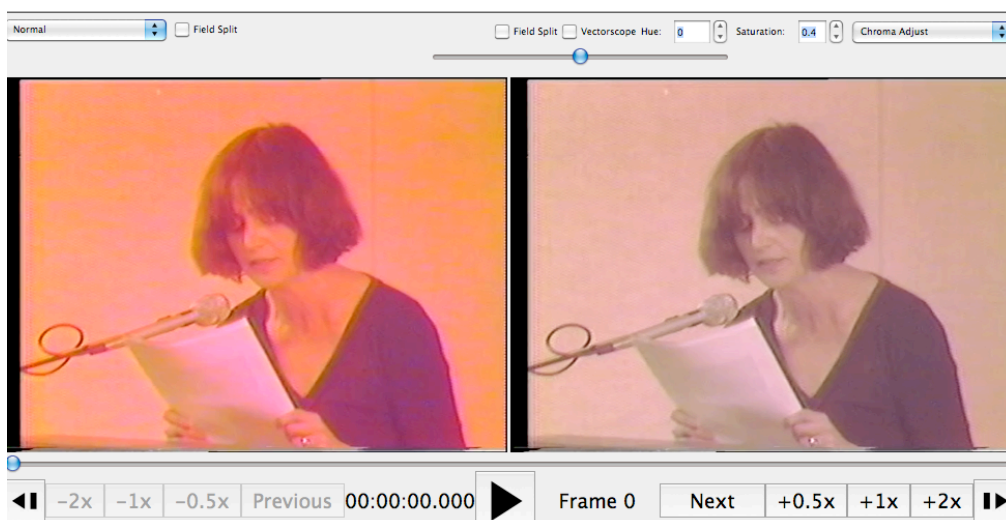 Normal Field Split Field Split Vectorscope Hue: 0 Saturation: 0.4 Chroma Adjust
-2x -1x -0.5x Previous 00:00:00.000 Frame 0 Next +0.5x +1x +2x